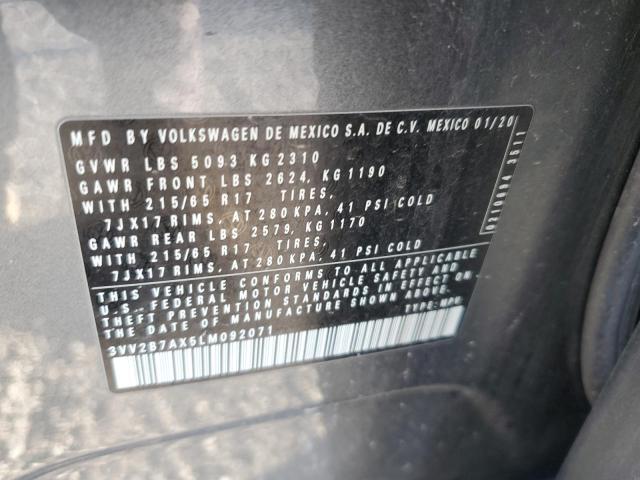 MFD BY VOLKSWAGEN DE MEXICO S.A. DE C.V. MEXICO 01/20
GVWR LBS 5093 KG 2310
GAWR FRONT LBS 2624, KG 1190
WITH 215/65 R17 TIRES,
7JX17 RIMS, AT 280 KPA, 41 PSI COLD
GAWR REAR LBS 2579, KG 1170
WITH 215/65 R17 TIRES,
7JX17 RIMS, AT 280 KPA, 41 PSI COLD
THIS VEHICLE CONFORMS TO ALL APPLICABLE
U.S. FEDERAL MOTOR VEHICLE SAFETY AND
THEFT PREVENTION STANDARDS IN EFFECT ON
THE DATE OF MANUFACTURE SHOWN ABOVE.
3VV2B7AX5LM092071
TYPE: MPV
3611